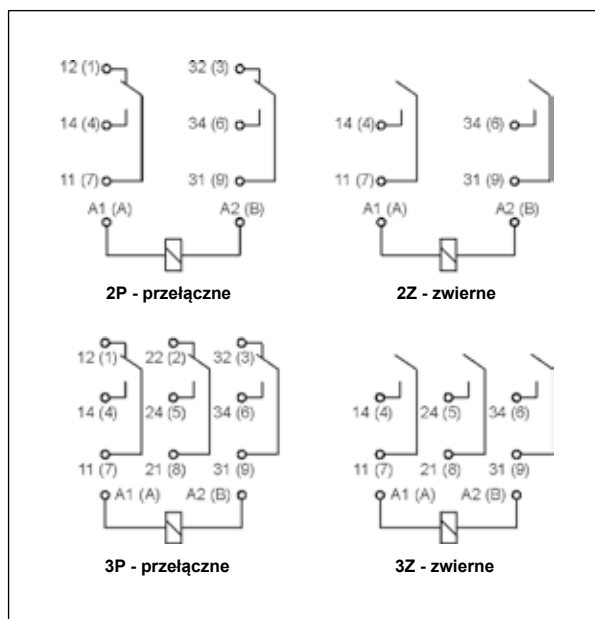 12 (1) 32 (3)
14 (4) 34 (6) 14 (4) 34 (6)
11 (7) 31 (9) 11 (7) 31 (9)
A1 (A) A2 (B) A1 (A) A2 (B)
2P - przełączne 2Z - zwierne
12 (1) 22 (2) 32 (3)
14 (4) 24 (5) 34 (6) 14 (4) 24 (5) 34 (6)
11 (7) 21 (8) 31 (9) 11 (7) 21 (8) 31 (9)
A1 (A) A2 (B) A1 (A) A2 (B)
3P - przełączne 3Z - zwierne